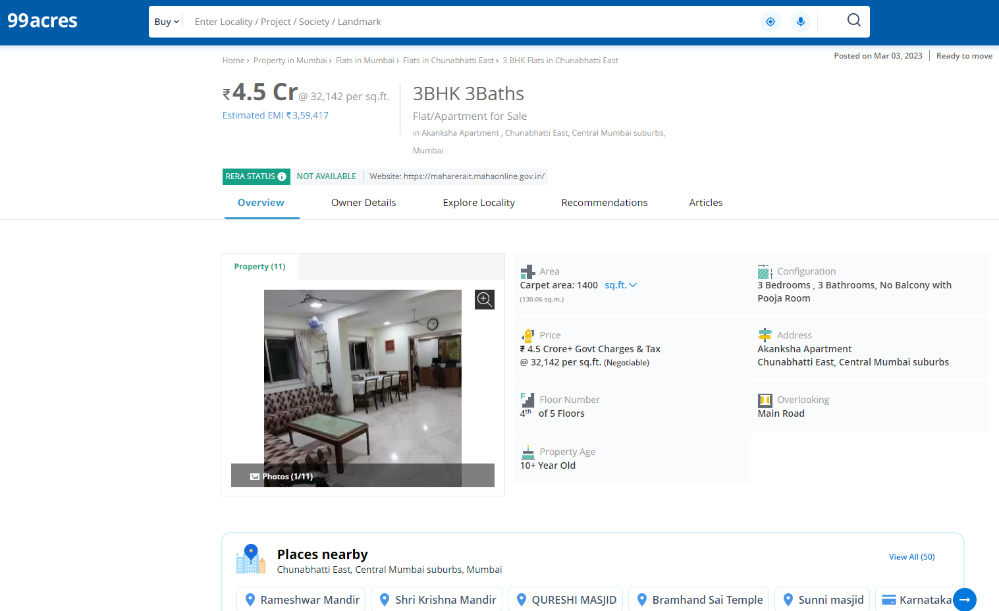 99acres
Buy
Enter Locality / Project / Society / Landmark
Home › Property in Mumbai › Flats in Mumbai › Flats in Chunabhatti East › 3 BHK Flats in Chunabhatti East
Posted on Mar 03, 2023 | Ready to move
₹ 4.5 Cr @ 32,142 per sq.ft.
Estimated EMI ₹ 3,59,417
3BHK 3Baths
Flat/Apartment for Sale
in Akanksha Apartment , Chunabhatti East, Central Mumbai suburbs,
Mumbai
RERA STATUS i NOT AVAILABLE | Website: https://maharerait.mahaonline.gov.in/
Overview
Owner Details
Explore Locality
Recommendations
Articles
Property (11)
Photos (1/11)
Area
Carpet area: 1400 sq.ft.
(130.06 sq.m.)
Configuration
3 Bedrooms , 3 Bathrooms, No Balcony with
Pooja Room
Price
₹ 4.5 Crore+ Govt Charges & Tax
@ 32,142 per sq.ft. (Negotiable)
Address
Akanksha Apartment
Chunabhatti East, Central Mumbai suburbs
F
Floor Number
4th of 5 Floors
Overlooking
Main Road
Property Age
10+ Year Old
Places nearby
Chunabhatti East, Central Mumbai suburbs, Mumbai
View All (50)
Rameshwar Mandir
Shri Krishna Mandir
QURESHI MASJID
Bramhand Sai Temple
Sunni masjid
Karnataka